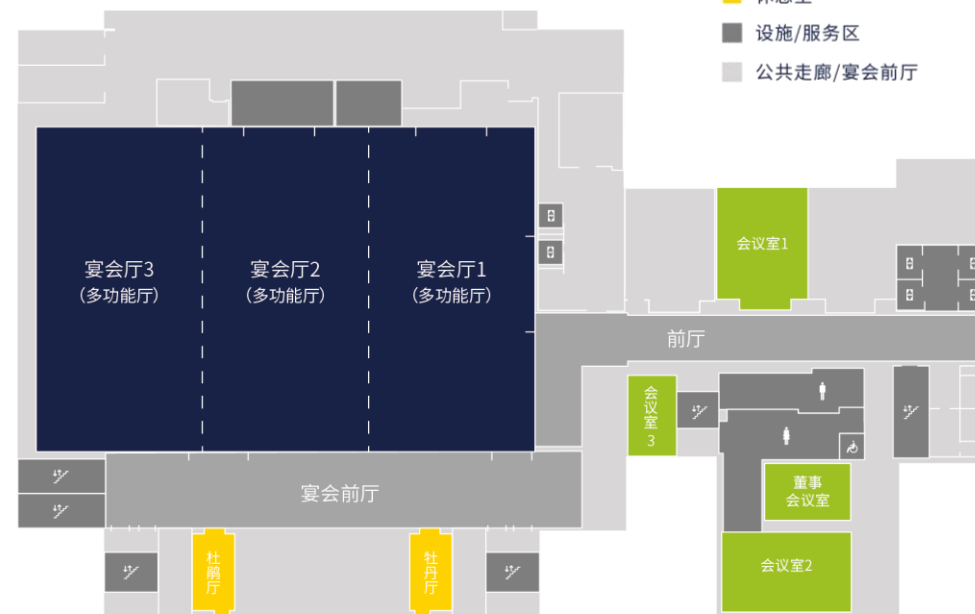 设施/服务区
公共走廊/宴会前厅
宴会厅3
(多功能厅)
宴会厅2
(多功能厅)
宴会厅1
(多功能厅)
会议室1
前厅
会议室3
董事
会议室
宴会前厅
杜鹃厅
牡丹厅
会议室2